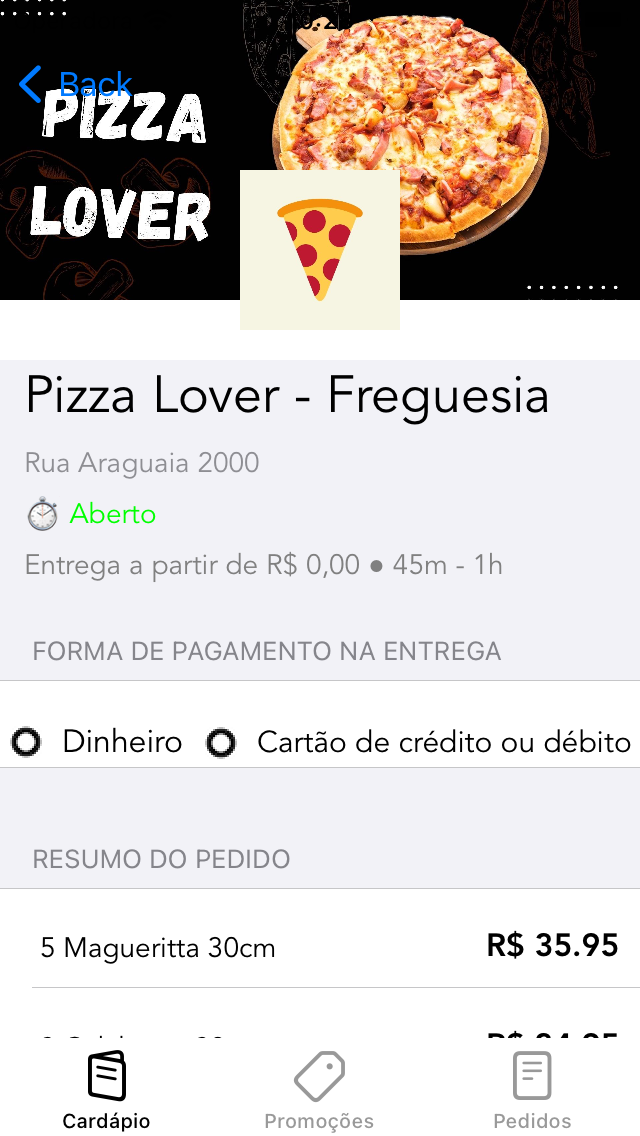 Back
PIZZA
LOVER
Pizza Lover - Freguesia
Rua Araguaia 2000
Aberto
Entrega a partir de R$ 0,00 ● 45m - 1h
FORMA DE PAGAMENTO NA ENTREGA
Dinheiro Cartão de crédito ou débito
RESUMO DO PEDIDO
5 Magueritta 30cm R$ 35.95
Cardápio Promoções Pedidos